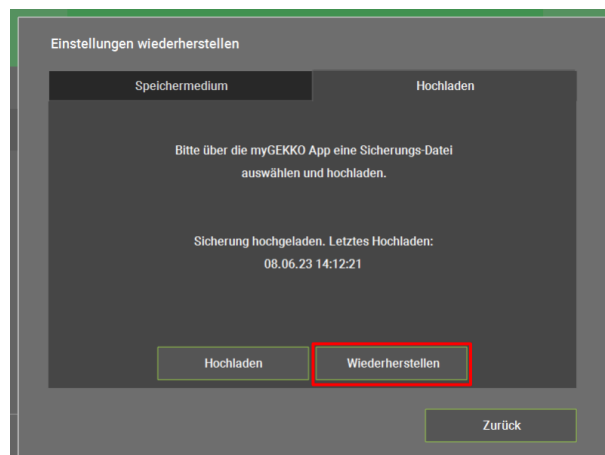 Einstellungen wiederherstellen
Speichermedium
Hochladen
Bitte über die myGEKKO App eine Sicherungs-Datei
auswählen und hochladen.
Sicherung hochgeladen. Letztes Hochladen:
08.06.23 14:12:21
Hochladen
Wiederherstellen
Zurück